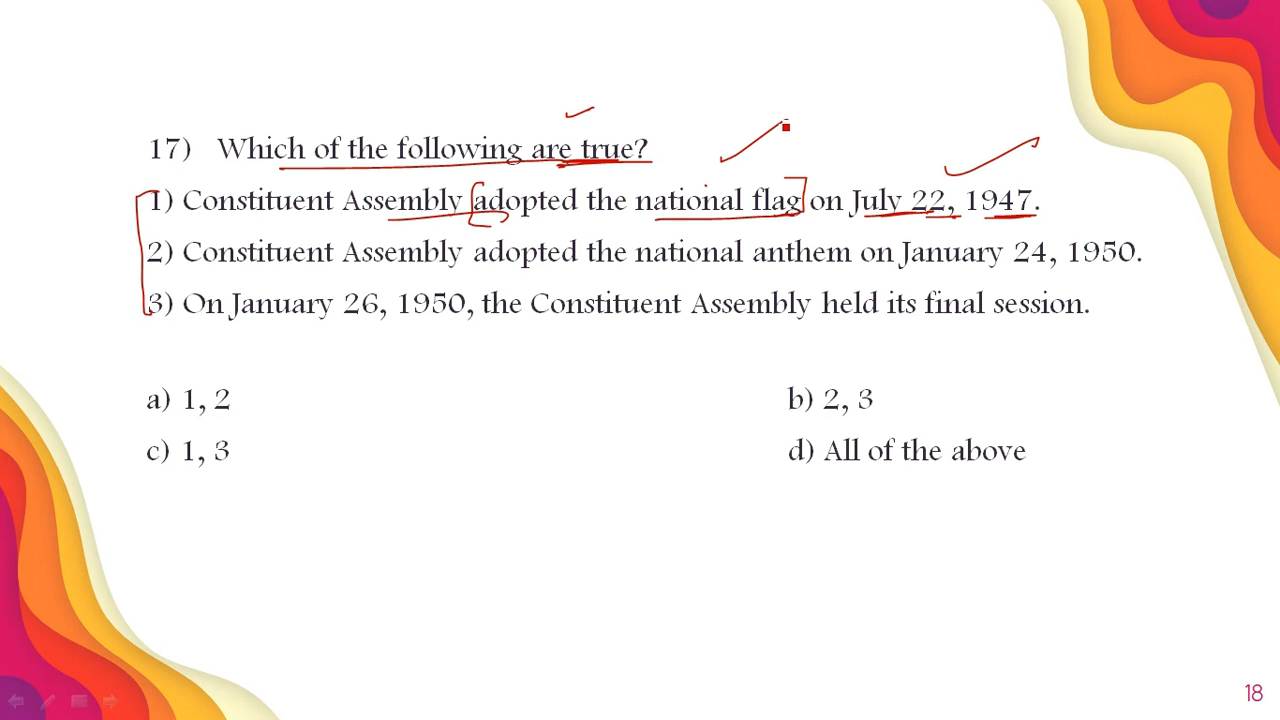 17) Which of the following are true?
1) Constituent Assembly adopted the national flag on July 22, 1947.
2) Constituent Assembly adopted the national anthem on January 24, 1950.
3) On January 26, 1950, the Constituent Assembly held its final session.
a) 1, 2
b) 2, 3
c) 1, 3
d) All of the above
18